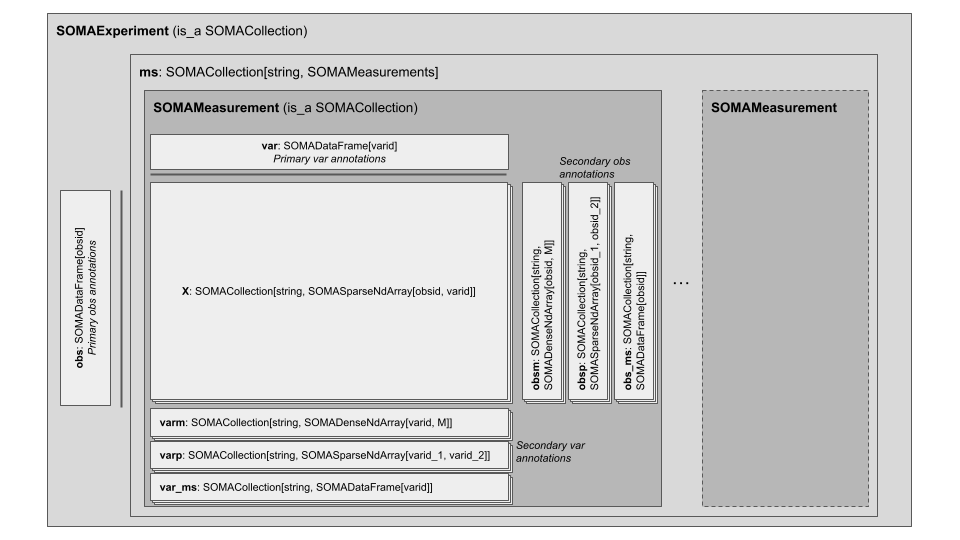 SOMAExperiment (is_a SOMACollection)
ms: SOMACollection[string, SOMAMeasurements]
SOMAMeasurement (is_a SOMACollection)
SOMAMeasurement
var: SOMADataFrame[varid]
Primary var annotations
Secondary obs
annotations
obs: SOMADataFrame[obsid]
Primary obs annotations
X: SOMACollection[string, SOMASparseNdArray[obsid, varid]]
obsm: SOMACollection[string,
SOMADenseNdArray[obsid, M]]
obsp: SOMACollection[string,
SOMASparseNdArray[obsid_1, obsid_2]]
obs_ms: SOMACollection[string,
SOMADataFrame[obsid]]
...
varm: SOMACollection[string, SOMADenseNdArray[varid, M]]
varp: SOMACollection[string, SOMASparseNdArray[varid_1, varid_2]]
var_ms: SOMACollection[string, SOMADataFrame[varid]]
Secondary var
annotations